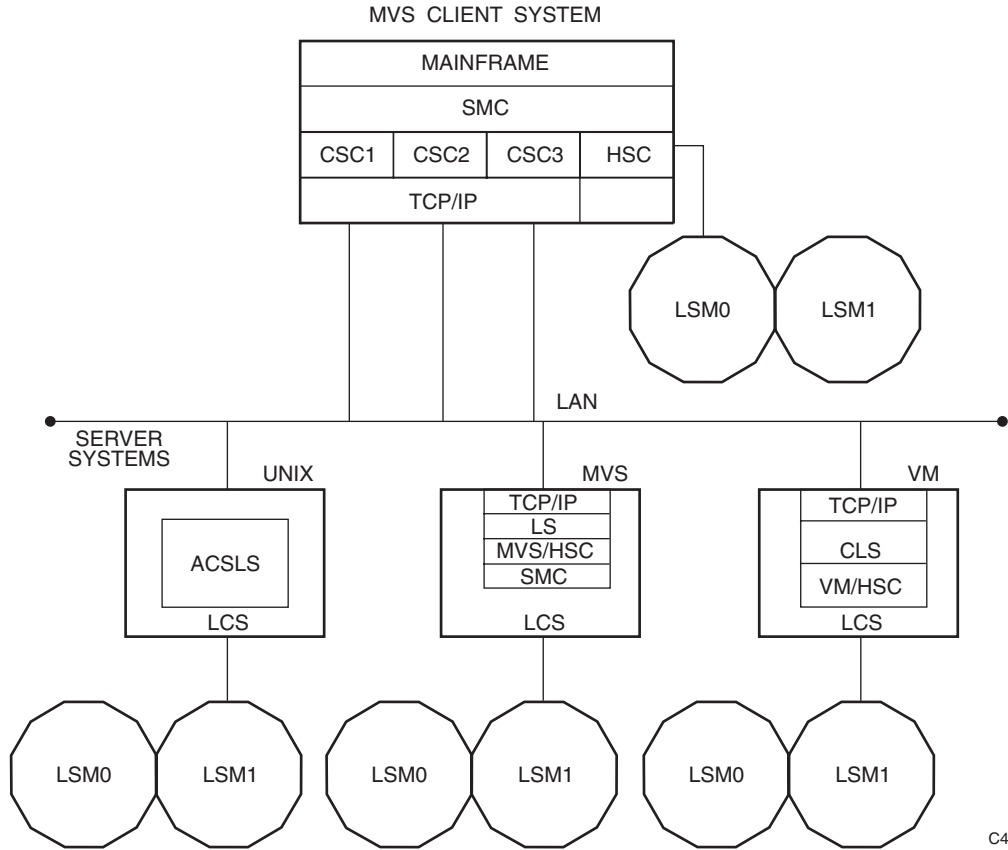 MVS CLIENT SYSTEM
MAINFRAME
SMC
CSC1 CSC2 CSC3 HSC
TCP/IP
LSM0 LSM1
LAN
SERVER
SYSTEMS
UNIX MVS VM
TCP/IP TCP/IP
LS
ACSLS MVS/HSC CLS
SMC VM/HSC
LCS LCS LCS
LSM0 LSM1 LSM0 LSM1 LSM0 LSM1
C4